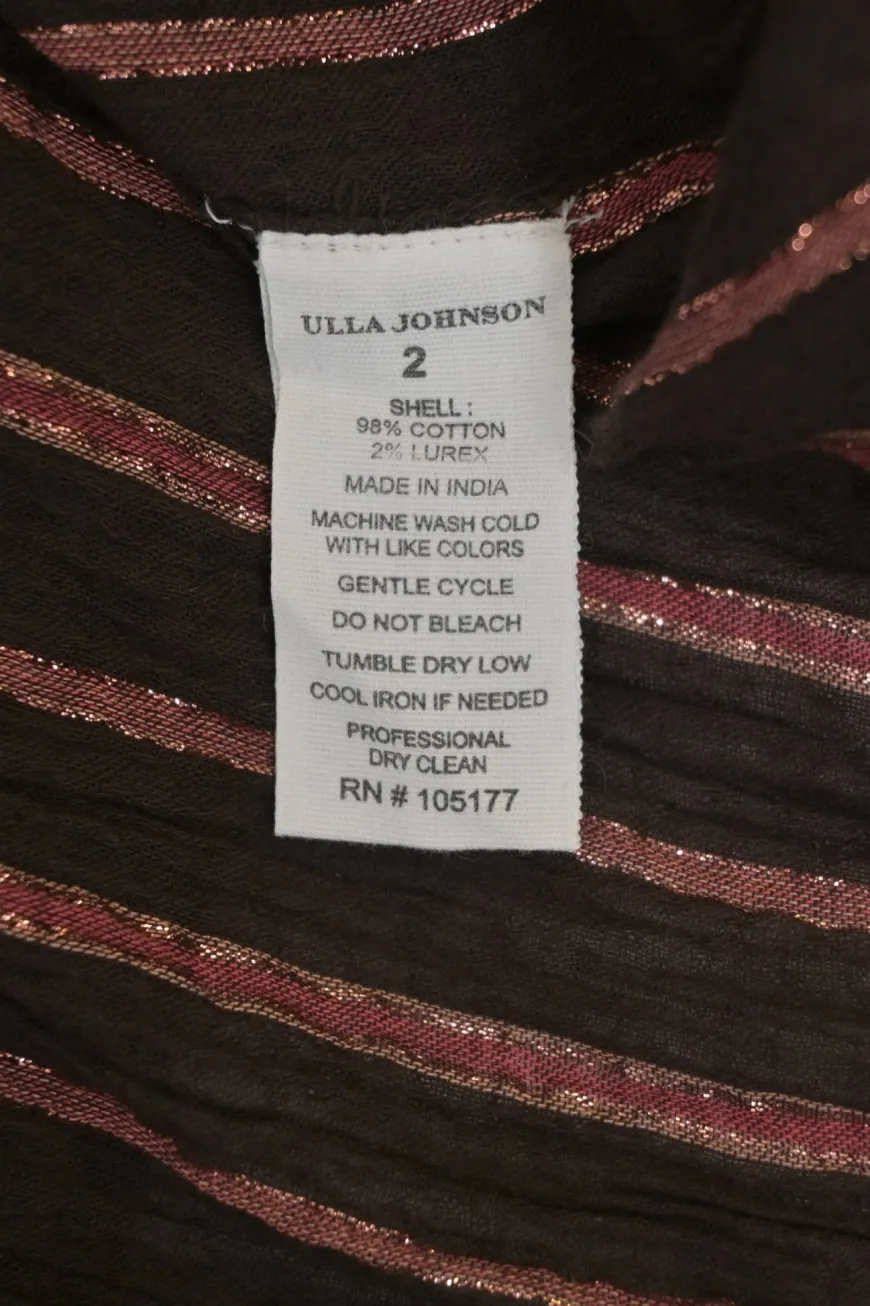 ULLA JOHNSON
2
SHELL :
98% COTTON
2% LUREX
MADE IN INDIA
MACHINE WASH COLD
WITH LIKE COLORS
GENTLE CYCLE
DO NOT BLEACH
TUMBLE DRY LOW
COOL IRON IF NEEDED
PROFESSIONAL
DRY CLEAN
RN # 105177